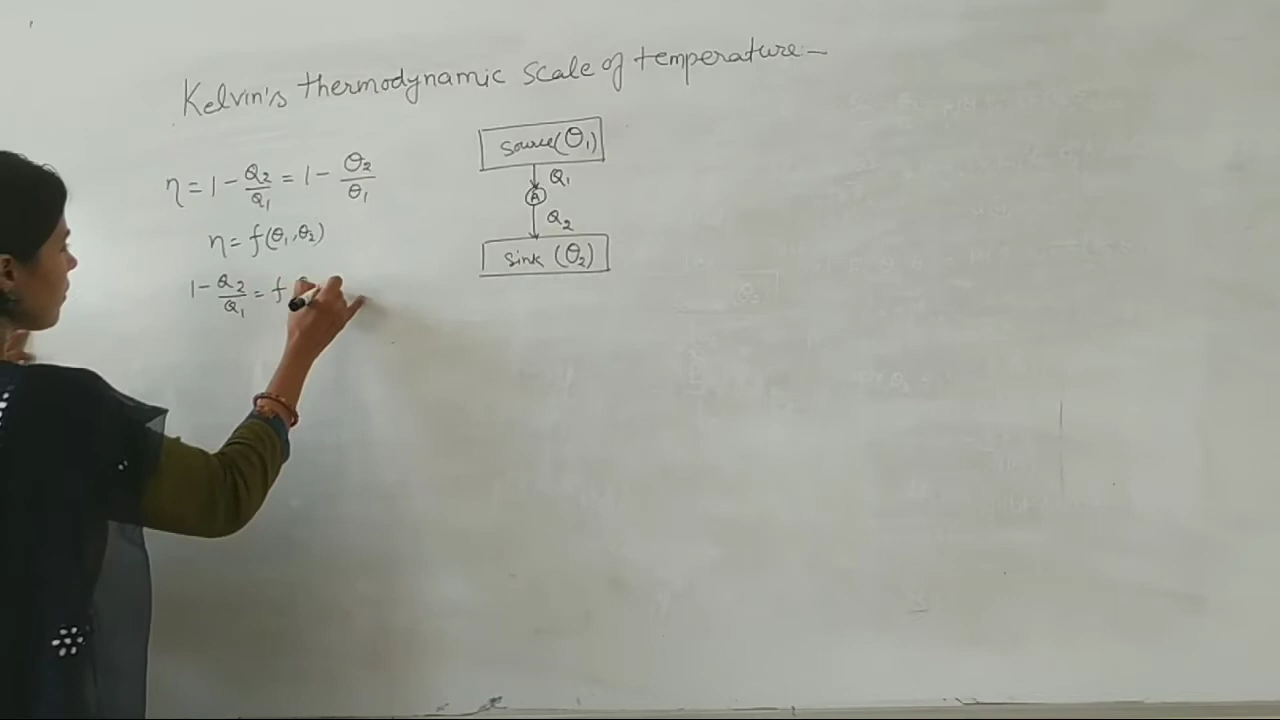 Kelvin's thermodynamic scale of temperature -
η = 1 - Q₂/Q₁ = 1 - θ₂/θ₁
η = f(θ₁, θ₂)
1 - Q₂/Q₁ = f
Source (θ₁)
Q₁
A
Q₂
Sink (θ₂)